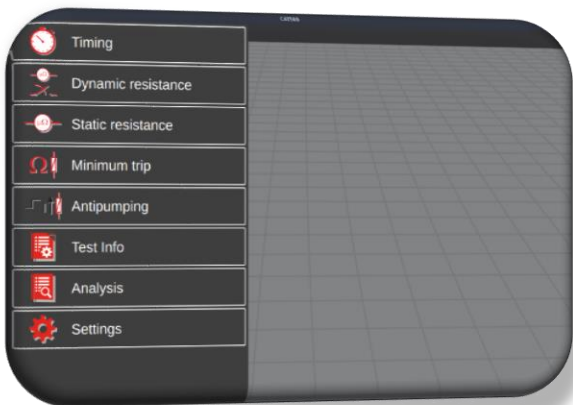 Timing
Dynamic resistance
Static resistance
Minimum trip
Antipumping
Test Info
Analysis
Settings